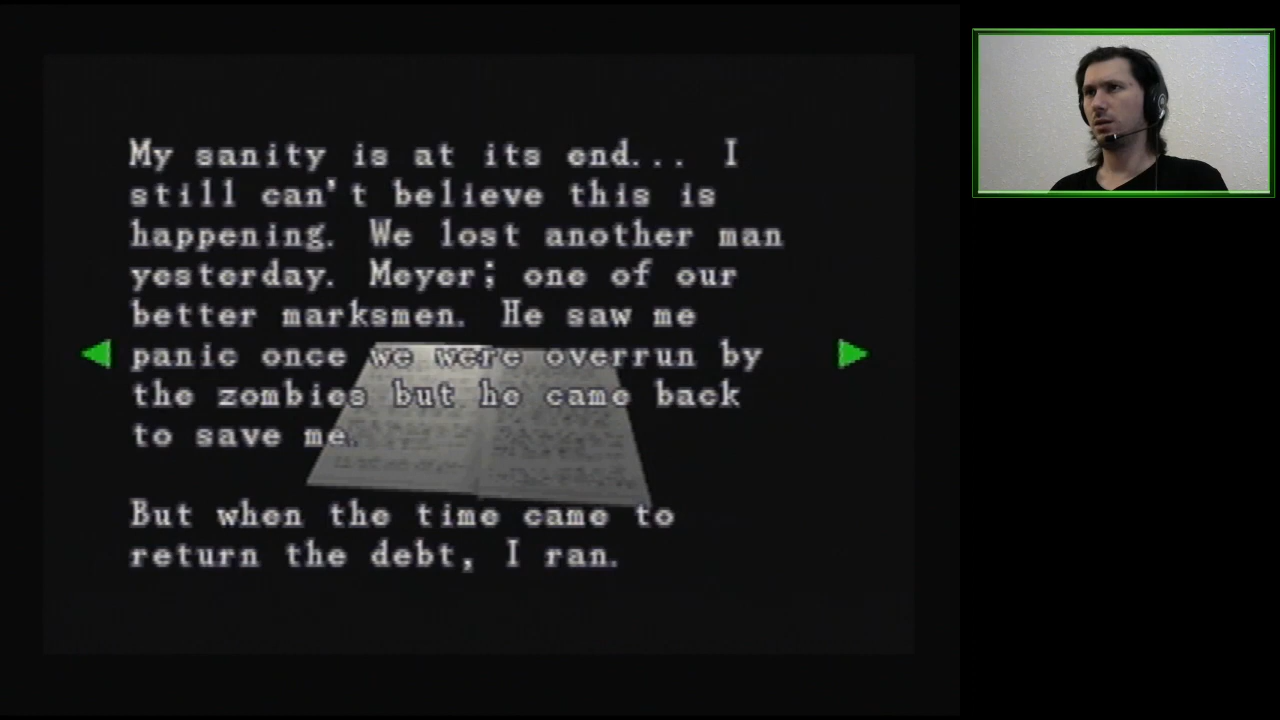 My sanity is at its end... I
still can't believe this is
happening. We lost another man
yesterday. Meyer; one of our
better marksmen. He saw me
panic once we were overrun by
the zombies but he came back
to save me.
But when the time came to
return the debt, I ran.